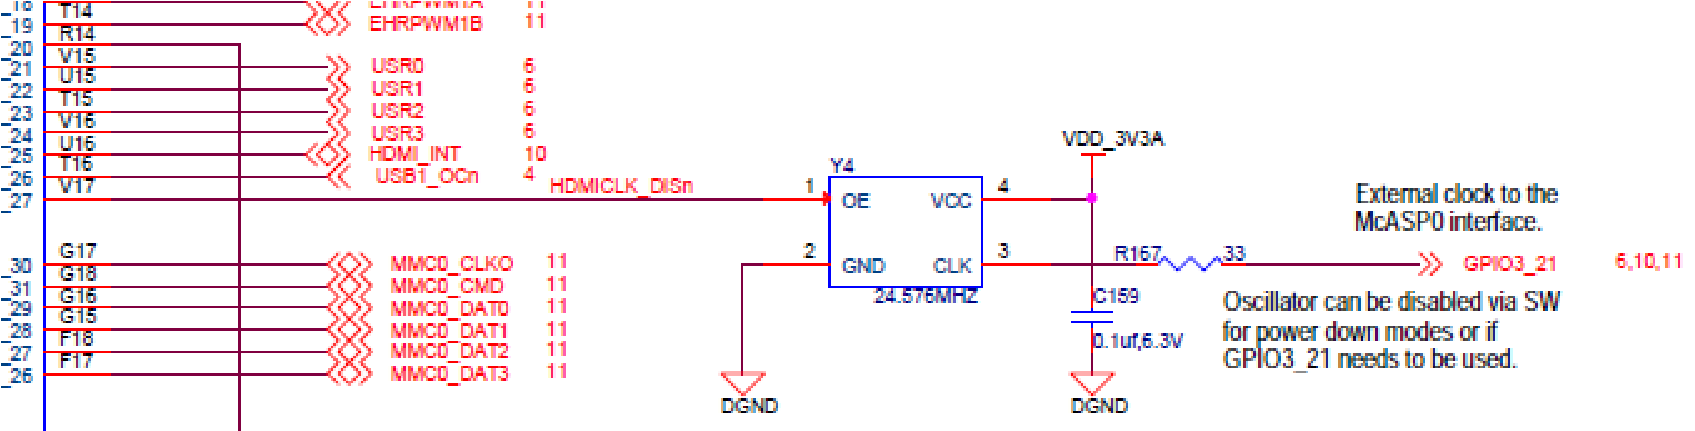 _18
EHRPWM1A 11
_19 T14 EHRPWM1B 11
_20 R14
_21 V15 USR0 6
_22 U15 USR1 6
_23 T15 USR2 6
_24 V16 USR3 6
_25 U16 HDMI_INT 10
_26 T16 USB1_OCn 4
_27 V17 HDMICLK_DISn
_30 G17 MMC0_CLKO 11
_31 G18 MMC0_CMD 11
_29 G16 MMC0_DAT0 11
_28 G15 MMC0_DAT1 11
_27 F18 MMC0_DAT2 11
_26 F17 MMC0_DAT3 11
Y4
1 OE VCC 4
2 GND CLK 3
24.576MHZ
DGND
VDD_3V3A
R167 33
C159
0.1uf,6.3V
DGND
External clock to the
McASP0 interface.
GPIO3_21 6,10,11
Oscillator can be disabled via SW
for power down modes or if
GPIO3_21 needs to be used.